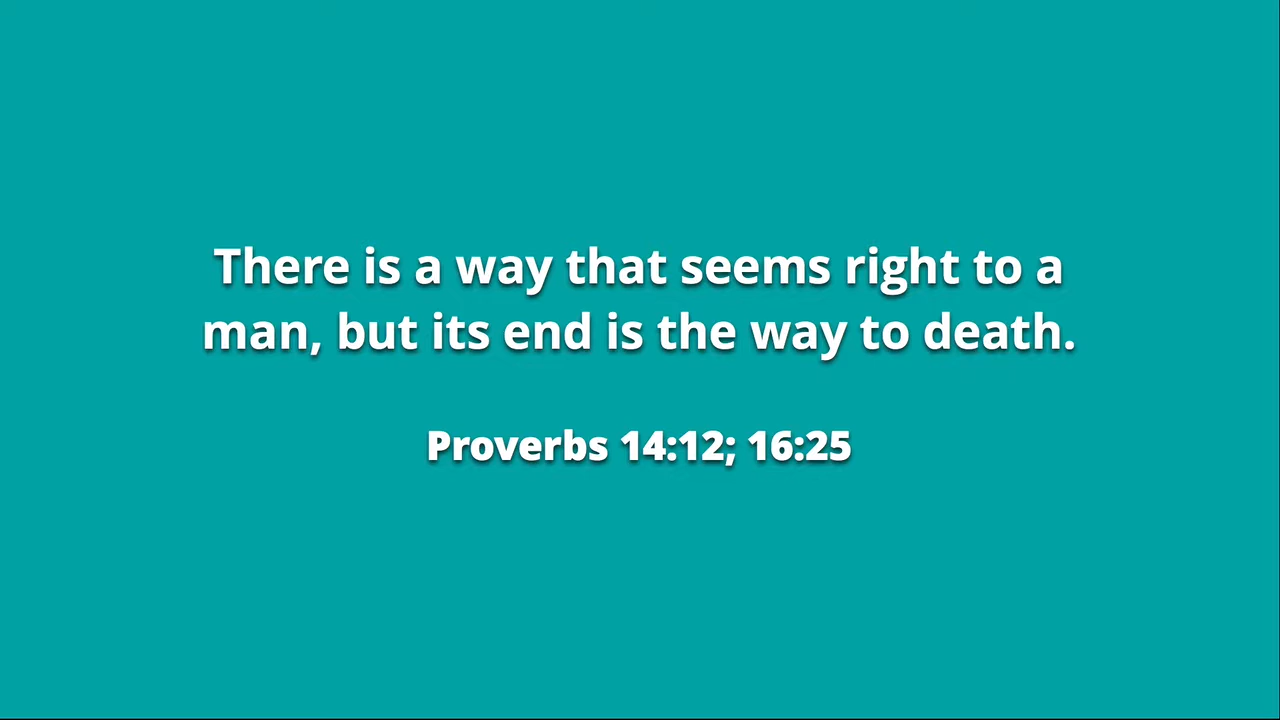 There is a way that seems right to a
man, but its end is the way to death.
Proverbs 14:12; 16:25